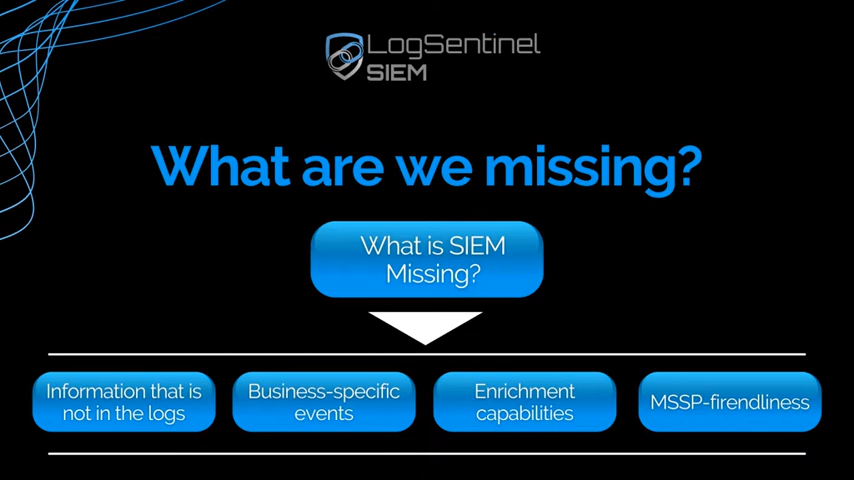 LogSentinel
SIEM
What are we missing?
What is SIEM
Missing?
Information that is
not in the logs
Business-specific
events
Enrichment
capabilities
MSSP-firendliness